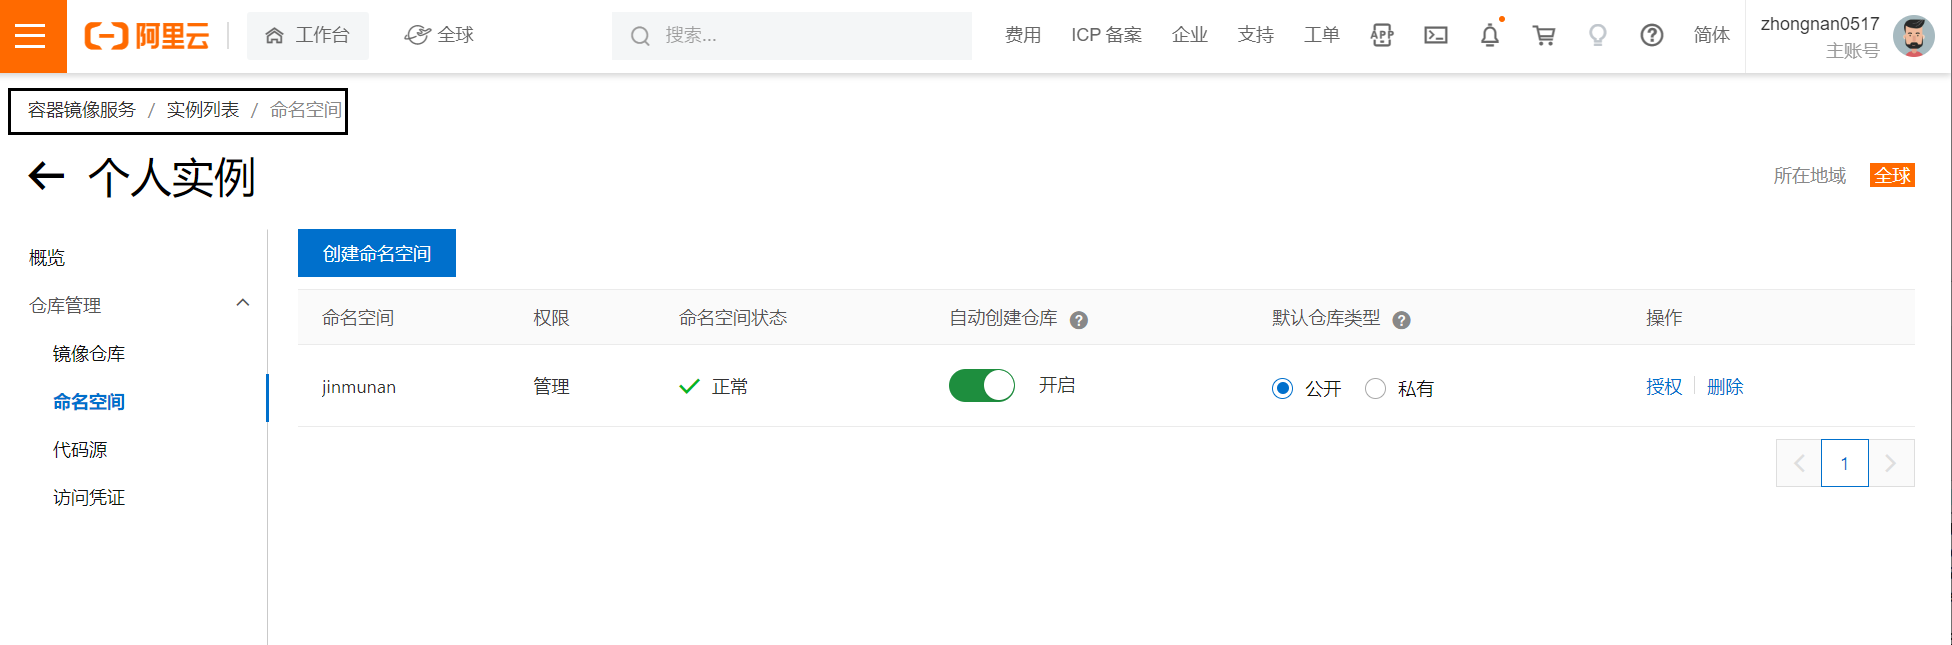 阿里云 工作台 全球 搜索... 费用 ICP 备案 企业 支持 工单 APP 简体 zhongnan0517
主账号
容器镜像服务 / 实例列表 / 命名空间
个人实例
所在地域 全球
概览
仓库管理
镜像仓库
命名空间
代码源
访问凭证
创建命名空间
命名空间 权限 命名空间状态 自动创建仓库 ? 默认仓库类型 ? 操作
jinmunan 管理 正常 开启 公开 私有 授权 删除
1